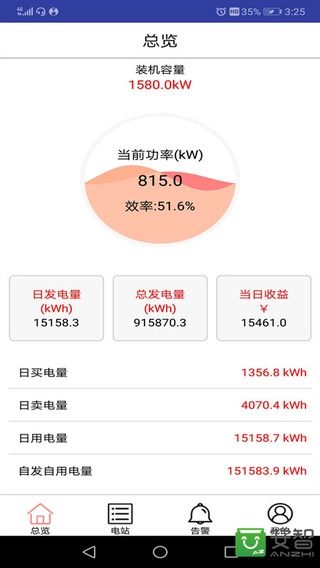 35% 3:25
总览
装机容量
1580.0kW
当前功率(kW)
815.0
效率:51.6%
日发电量
(kWh)
15158.3
总发电量
(kWh)
915870.3
当日收益
￥
15461.0
日买电量 1356.8 kWh
日卖电量 4070.4 kWh
日用电量 15158.7 kWh
自发自用电量 151583.9 kWh
总览
电站
告警
安智
ANZHI